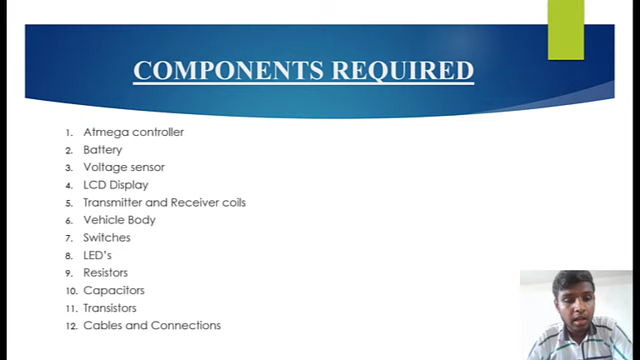 COMPONENTS REQUIRED
1. Atmega controller
2. Battery
3. Voltage sensor
4. LCD Display
5. Transmitter and Receiver coils
6. Vehicle Body
7. Switches
8. LED's
9. Resistors
10. Capacitors
11. Transistors
12. Cables and Connections